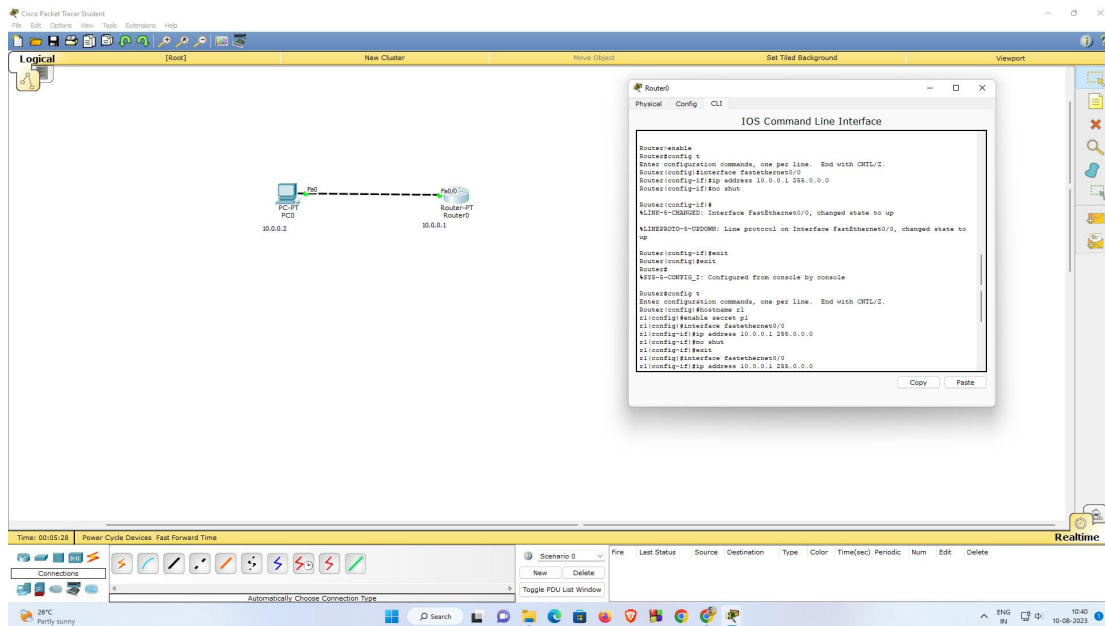 Cisco Packet Tracer Student
File Edit Options View Tools Extensions Help
Logical [Root] New Cluster Move Object Set Tiled Background Viewport
Router0
Physical Config CLI
IOS Command Line Interface
Router>enable
Router#config t
Enter configuration commands, one per line. End with CNTL/Z.
Router(config)#interface fastethernet0/0
Router(config-if)#ip address 10.0.0.1 255.0.0.0
Router(config-if)#no shut
Router(config-if)#
%LINK-5-CHANGED: Interface FastEthernet0/0, changed state to up
%LINEPROTO-5-UPDOWN: Line protocol on Interface FastEthernet0/0, changed state to
up
Router(config-if)#exit
Router(config)#exit
Router#
%SYS-5-CONFIG_I: Configured from console by console
Router#config t
Enter configuration commands, one per line. End with CNTL/Z.
Router(config)#hostname r1
r1(config)#enable secret p1
r1(config)#interface fastethernet0/0
r1(config-if)#ip address 10.0.0.1 255.0.0.0
r1(config-if)#no shut
r1(config-if)#exit
r1(config)#interface fastethernet0/0
r1(config-if)#ip address 10.0.0.1 255.0.0.0
Copy Paste
Fa0 Fa0/0
PC-PT Router-PT
PC0 Router0
10.0.0.2 10.0.0.1
Time: 00:05:28 Power Cycle Devices Fast Forward Time Realtime
Scenario 0 Fire Last Status Source Destination Type Color Time(sec) Periodic Num Edit Delete
Connections
New Delete
Toggle PDU List Window
Automatically Choose Connection Type
26°C
Partly sunny
Search
ENG
IN
10:40
10-08-2023